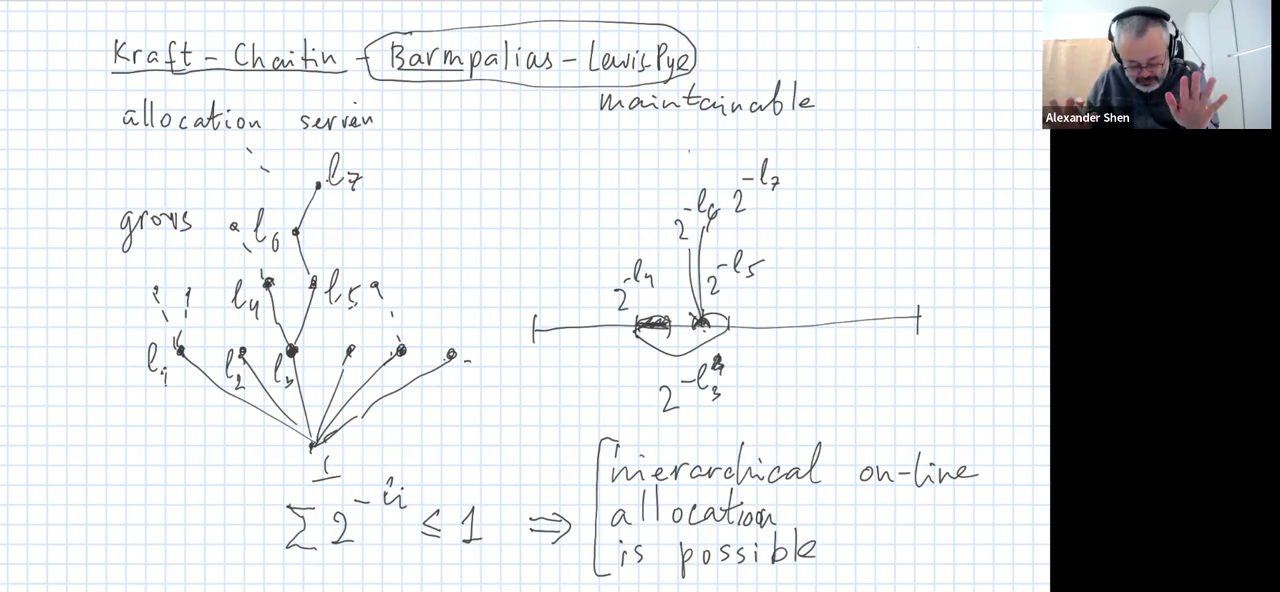 Kraft - Chaitin - Barmpalias - Lewis-Pye
maintainable
allocation
Alexander Shen
l7
2^-l6 2^-l7
grows l6
2^-l4 2^-l5
l4 l5
l1 l2 l3
2^-l3
1
∑ 2^-li ≤ 1 ⇒
hierarchical on-line
allocation
is possible